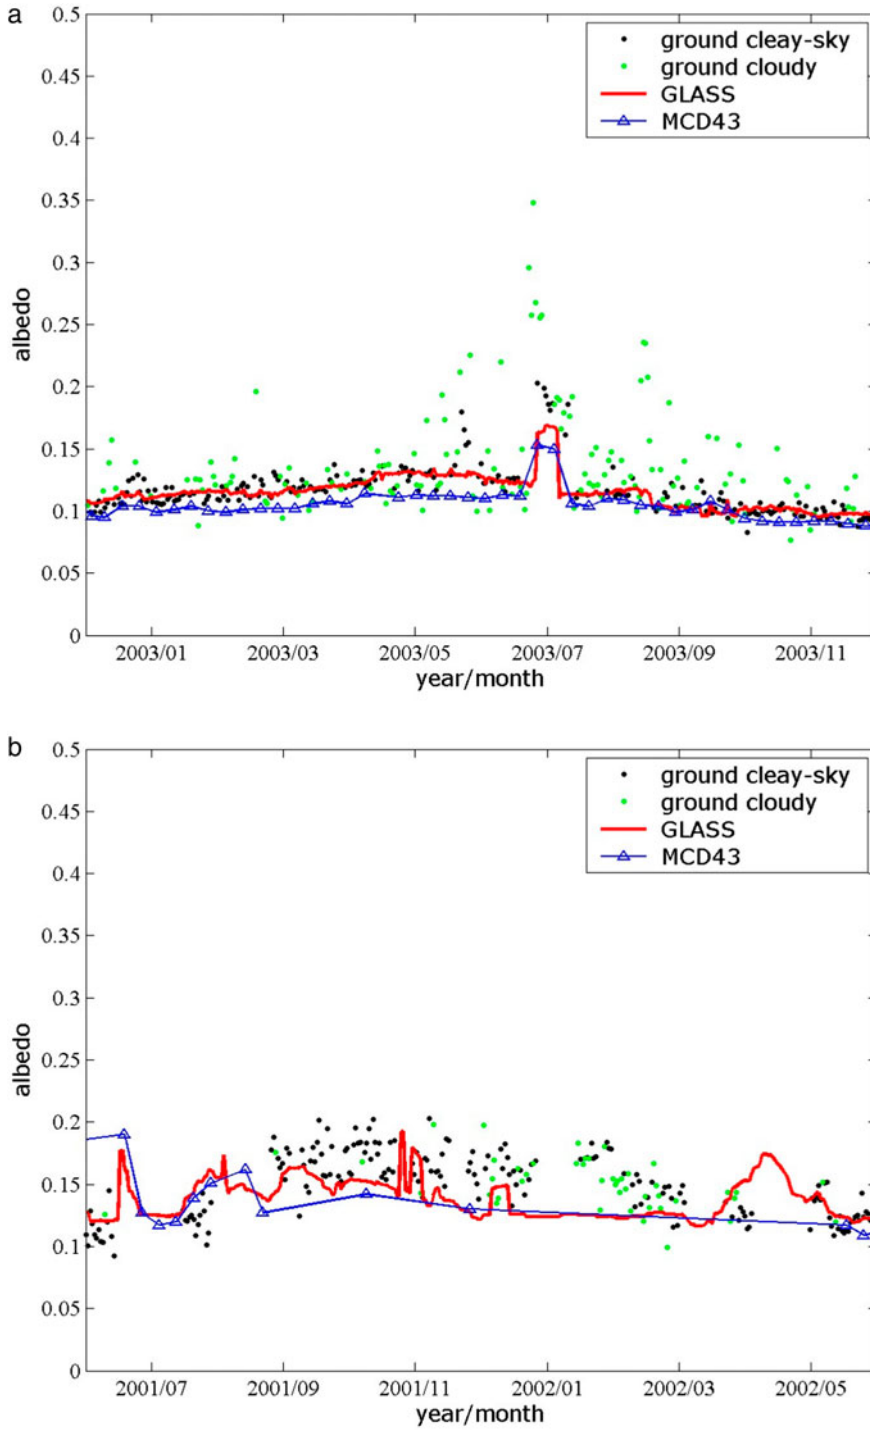 a
0.5
ground cleay-sky
0.45
ground cloudy
GLASS
0.4
MCD43
0.35
0.3
albedo
0.25
0.2
0.15
0.1
0.05
0
2003/01 2003/03 2003/05 2003/07 2003/09 2003/11
year/month
b
0.5
ground cleay-sky
0.45
ground cloudy
GLASS
0.4
MCD43
0.35
0.3
albedo
0.25
0.2
0.15
0.1
0.05
0
2001/07 2001/09 2001/11 2002/01 2002/03 2002/05
year/month